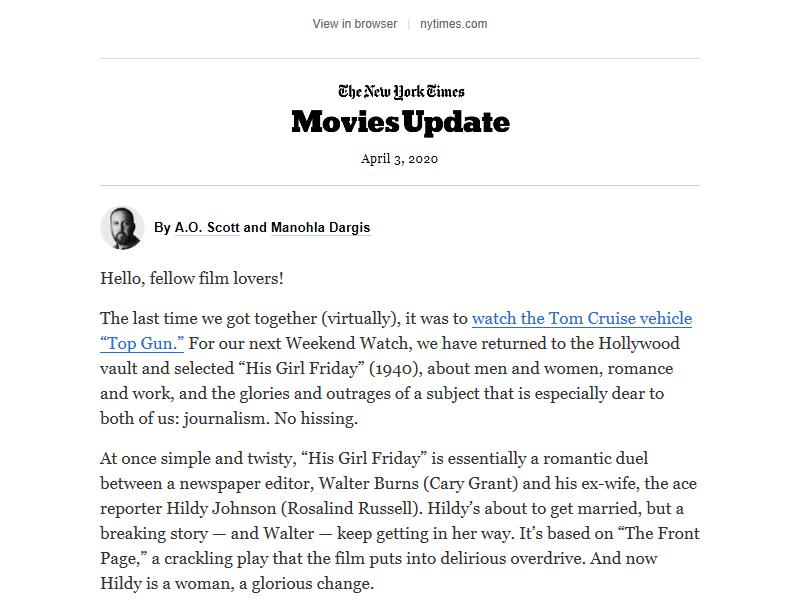 View in browser | nytimes.com
The New York Times
Movies Update
April 3, 2020
By A.O. Scott and Manohla Dargis
Hello, fellow film lovers!
The last time we got together (virtually), it was to watch the Tom Cruise vehicle
“Top Gun.” For our next Weekend Watch, we have returned to the Hollywood
vault and selected “His Girl Friday” (1940), about men and women, romance
and work, and the glories and outrages of a subject that is especially dear to
both of us: journalism. No hissing.
At once simple and twisty, “His Girl Friday” is essentially a romantic duel
between a newspaper editor, Walter Burns (Cary Grant) and his ex-wife, the ace
reporter Hildy Johnson (Rosalind Russell). Hildy’s about to get married, but a
breaking story — and Walter — keep getting in her way. It’s based on “The Front
Page,” a crackling play that the film puts into delirious overdrive. And now
Hildy is a woman, a glorious change.